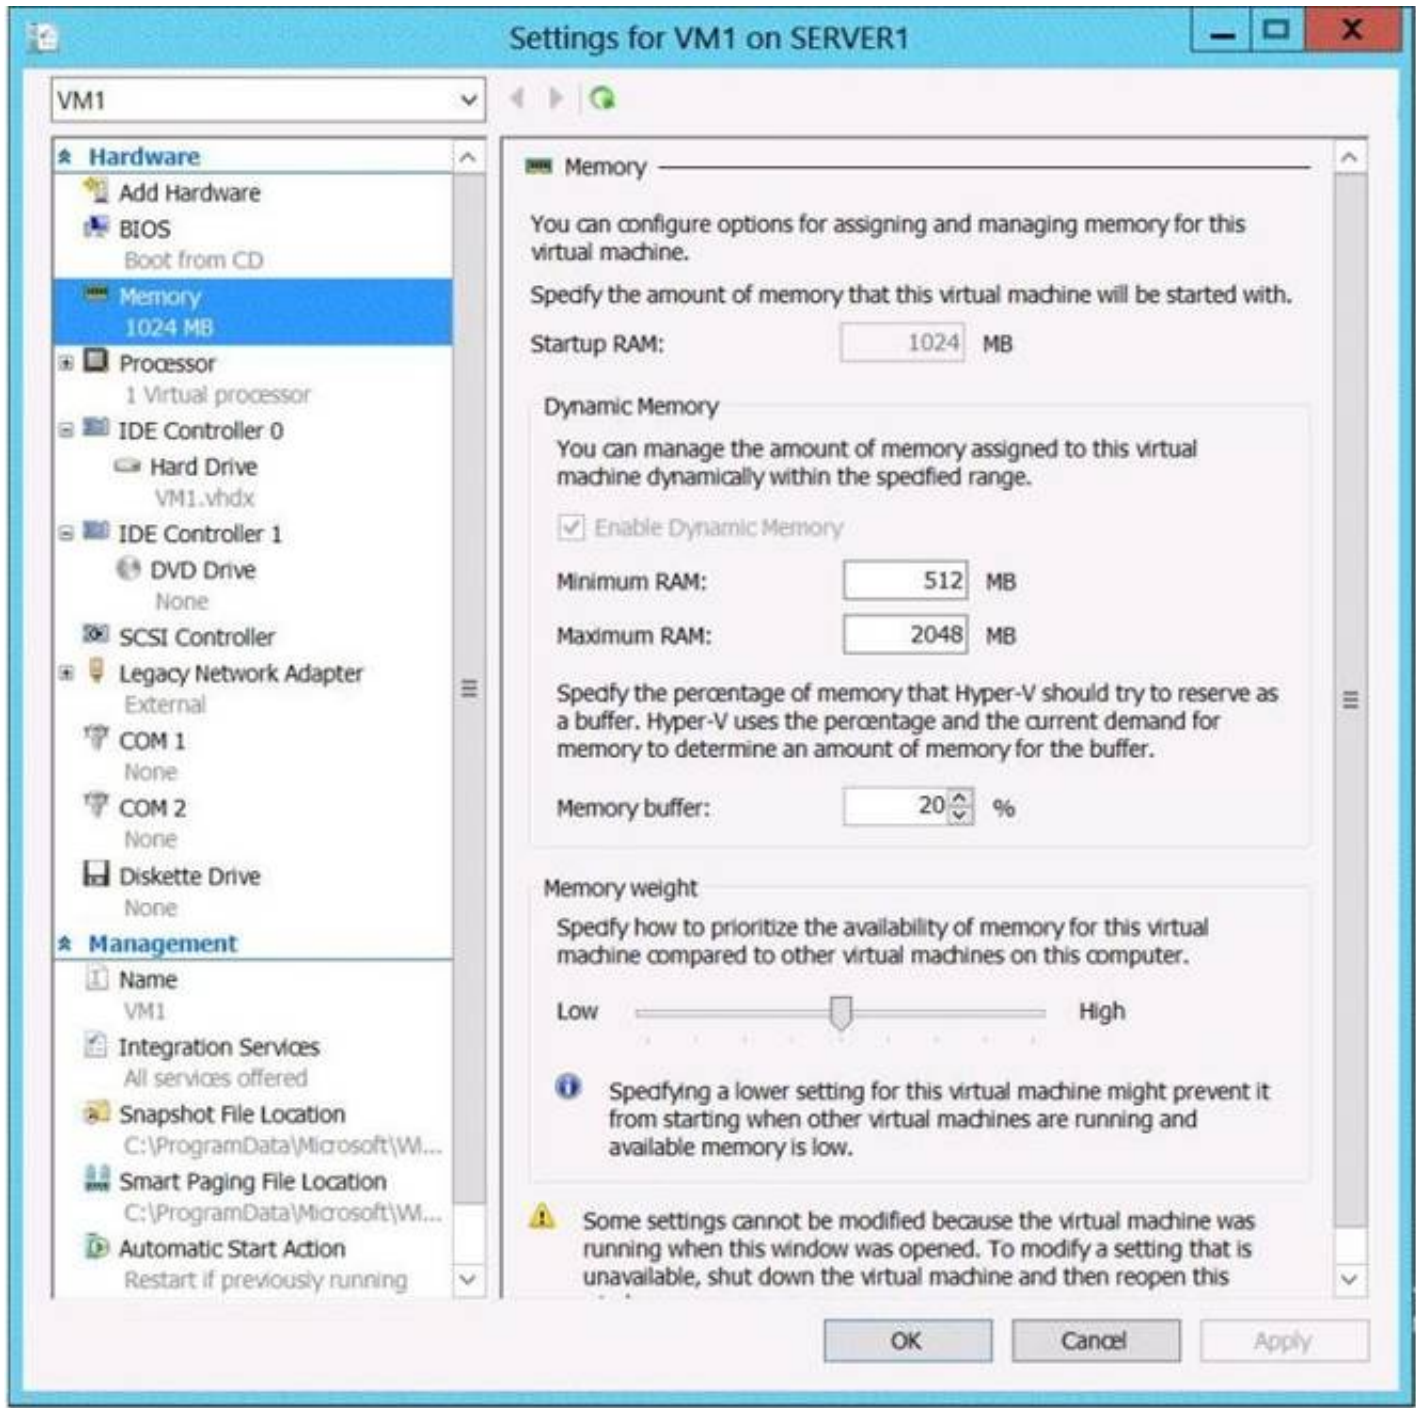 Settings for VM1 on SERVER1
VM1
Hardware
Add Hardware
BIOS
Boot from CD
Memory
1024 MB
Processor
1 Virtual processor
IDE Controller 0
Hard Drive
VM1.vhdx
IDE Controller 1
DVD Drive
None
SCSI Controller
Legacy Network Adapter
External
COM 1
None
COM 2
None
Diskette Drive
None
Management
Name
VM1
Integration Services
All services offered
Snapshot File Location
C:\ProgramData\Microsoft\Wi...
Smart Paging File Location
C:\ProgramData\Microsoft\Wi...
Automatic Start Action
Restart if previously running
Memory
You can configure options for assigning and managing memory for this
virtual machine.
Specify the amount of memory that this virtual machine will be started with.
Startup RAM: 1024 MB
Dynamic Memory
You can manage the amount of memory assigned to this virtual
machine dynamically within the specified range.
Enable Dynamic Memory
Minimum RAM: 512 MB
Maximum RAM: 2048 MB
Specify the percentage of memory that Hyper-V should try to reserve as
a buffer. Hyper-V uses the percentage and the current demand for
memory to determine an amount of memory for the buffer.
Memory buffer: 20 %
Memory weight
Specify how to prioritize the availability of memory for this virtual
machine compared to other virtual machines on this computer.
Low High
Specifying a lower setting for this virtual machine might prevent it
from starting when other virtual machines are running and
available memory is low.
Some settings cannot be modified because the virtual machine was
running when this window was opened. To modify a setting that is
unavailable, shut down the virtual machine and then reopen this
OK Cancel Apply